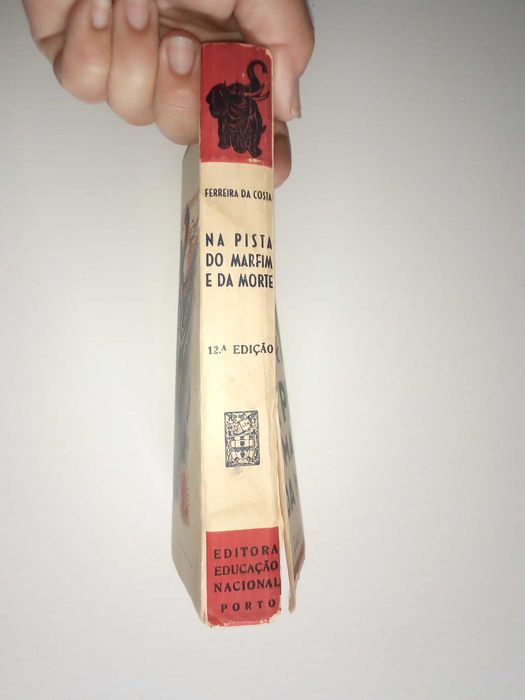 FERREIRA DA COSTA
NA PISTA
DO MARFIM
E DA MORTE
12.ª EDIÇÃO
EDITORA
EDUCAÇÃO
NACIONAL
PORTO